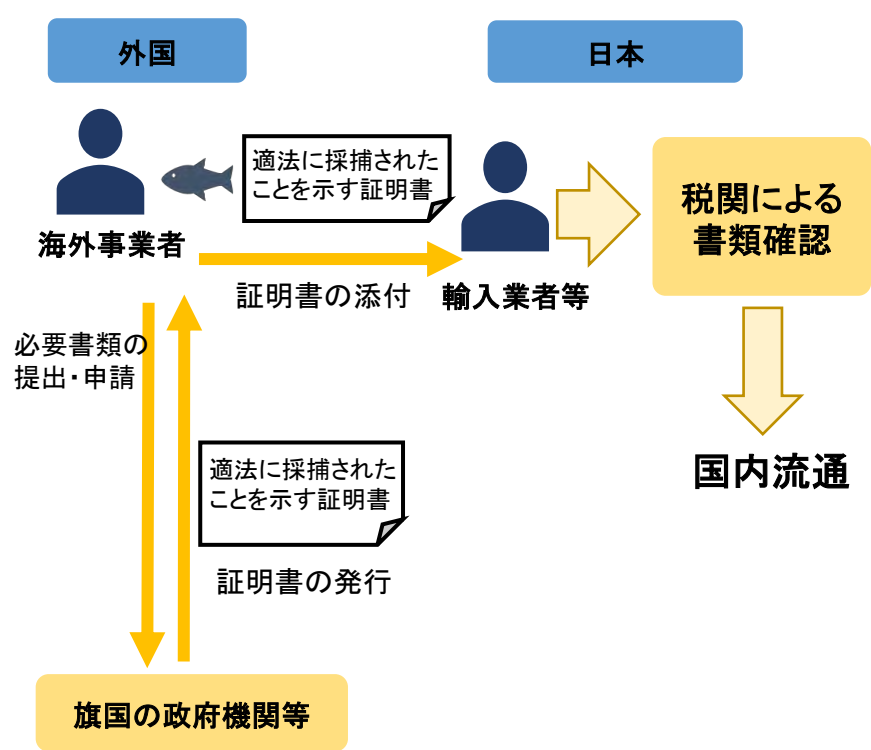 外国
日本
適法に採捕された
ことを示す証明書
海外事業者
証明書の添付
輸入業者等
税関による
書類確認
必要書類の
提出・申請
適法に採捕された
ことを示す証明書
証明書の発行
国内流通
旗国の政府機関等